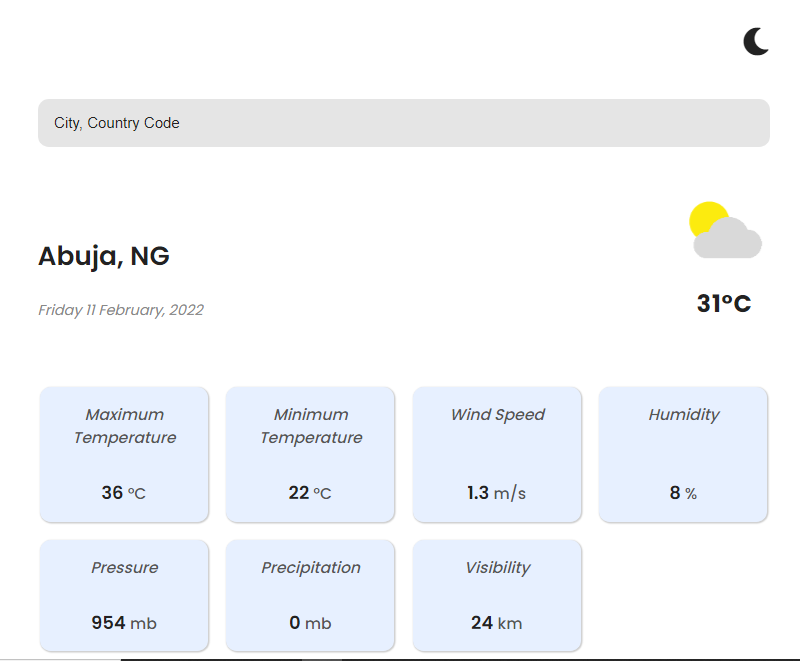 City, Country Code
Abuja, NG
Friday 11 February, 2022
31°C
Maximum
Temperature
36 °C
Minimum
Temperature
22 °C
Wind Speed
1.3 m/s
Humidity
8 %
Pressure
954 mb
Precipitation
0 mb
Visibility
24 km